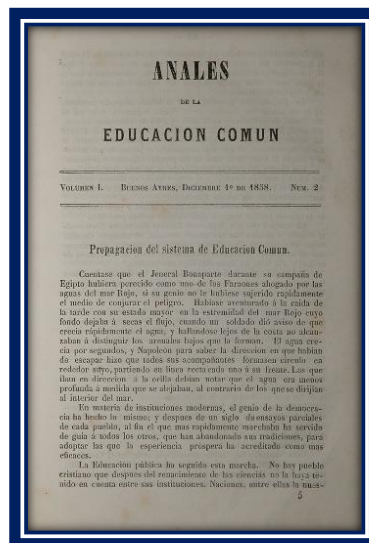 ANALES
DE LA
EDUCACION COMUN
VOLUMEN I. BUENOS AYRES, DICIEMBRE 1º DE 1858. NUM. 2
Propagacion del sistema de Educacion Comun.
Cuentase que el Jeneral Bonaparte durante su campaña de
Egipto hubiera perecido como uno de los Faraones ahogado por las
aguas del mar Rojo, si su genio no le hubiese sujerido rapidamente
el medio de conjurar el peligro. Habíase aventurado á la caida de
la tarde con su estado mayor en la estremidad del mar Rojo cuyo
fondo dejaba á secas el flujo, cuando un soldado dió aviso de que
crecia rápidamente el agua, y hallandose lejos de la costa no alcan-
zaban á distinguir los arenales bajos que la forman. El agua cre-
cia por segundos, y Napoleon para saber la direccion en que habian
de escapar hizo que todos sus acompañantes formasen circulo en
rededor suyo, partiendo en linea recta cado uno á su frente. Los que
iban en direccion á la orilla debian notar que el agua era menos
profunda á medida que se alejaban, al contrario de los que se dirijian
al interior del mar.
En materia de instituciones modernas, el genio de la democra-
cia ha hecho lo mismo; y despues de un siglo de ensayos parciales
de cada pueblo, al fin el que mas rapidamente marchaba ha servido
de guia á todos los otros, que han abandonado sus tradiciones, para
adoptar las que la esperiencia próspera ha acreditado como mas
eficaces.
La Educacion pública ha seguido esta marcha. No hay pueblo
cristiano que despues del renacimiento de las ciencias no la haya te-
nido en cuenta entre sus instituciones. Naciones, entre ellas la nues-
5